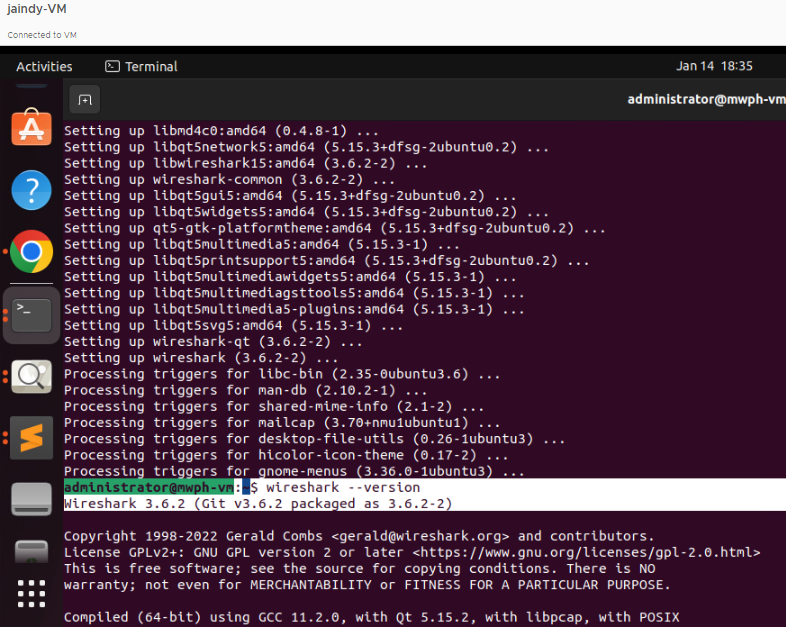 jaindy-VM
Connected to VM
Activities
Terminal
Jan 14 18:35
administrator@mwph-vm
Setting up libmd4c0:amd64 (0.4.8-1) ...
Setting up libqt5network5:amd64 (5.15.3+dfsg-2ubuntu0.2) ...
Setting up libwireshark15:amd64 (3.6.2-2) ...
Setting up wireshark-common (3.6.2-2) ...
Setting up libqt5gui5:amd64 (5.15.3+dfsg-2ubuntu0.2) ...
Setting up libqt5widgets5:amd64 (5.15.3+dfsg-2ubuntu0.2) ...
Setting up qt5-gtk-platformtheme:amd64 (5.15.3+dfsg-2ubuntu0.2) ...
Setting up libqt5multimedia5:amd64 (5.15.3-1) ...
Setting up libqt5printsupport5:amd64 (5.15.3+dfsg-2ubuntu0.2) ...
Setting up libqt5multimediawidgets5:amd64 (5.15.3-1) ...
Setting up libqt5multimediagsttools5:amd64 (5.15.3-1) ...
Setting up libqt5multimedia5-plugins:amd64 (5.15.3-1) ...
Setting up libqt5svg5:amd64 (5.15.3-1) ...
Setting up wireshark-qt (3.6.2-2) ...
Setting up wireshark (3.6.2-2) ...
Processing triggers for libc-bin (2.35-0ubuntu3.6) ...
Processing triggers for man-db (2.10.2-1) ...
Processing triggers for shared-mime-info (2.1-2) ...
Processing triggers for mailcap (3.70+nmu1ubuntu1) ...
Processing triggers for desktop-file-utils (0.26-1ubuntu3) ...
Processing triggers for hicolor-icon-theme (0.17-2) ...
Processing triggers for gnome-menus (3.36.0-1ubuntu3) ...
administrator@mwph-vm:~$ wireshark --version
Wireshark 3.6.2 (Git v3.6.2 packaged as 3.6.2-2)
Copyright 1998-2022 Gerald Combs <gerald@wireshark.org> and contributors.
License GPLv2+: GNU GPL version 2 or later <https://www.gnu.org/licenses/gpl-2.0.html>
This is free software; see the source for copying conditions. There is NO
warranty; not even for MERCHANTABILITY or FITNESS FOR A PARTICULAR PURPOSE.
Compiled (64-bit) using GCC 11.2.0, with Qt 5.15.2, with libpcap, with POSIX